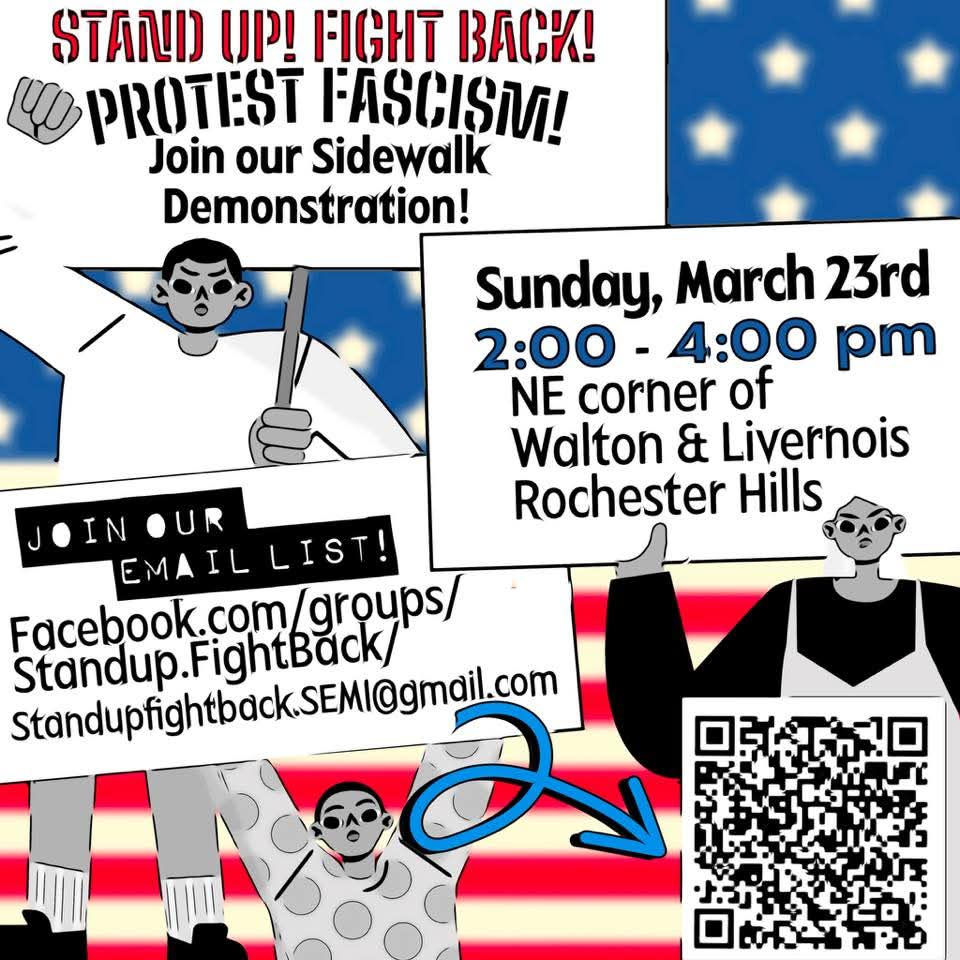 STAND UP! FIGHT BACK!
PROTEST FASCISM!
Join our Sidewalk
Demonstration!
Sunday, March 23rd
2:00 - 4:00 pm
NE corner of
Walton & Livernois
Rochester Hills
JOIN OUR
EMAIL LIST!
Facebook.com/groups/
Standup.FightBack/
Standupfightback.SEMI@gmail.com